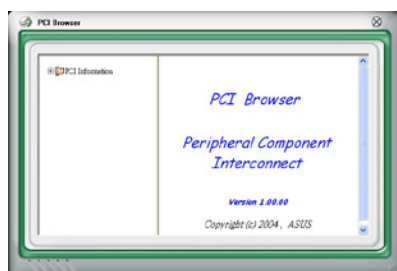 PCI Browser
PCI Information
PCI Browser
Peripheral Component
Interconnect
Version 1.00.00
Copyright (c) 2004, ASUS